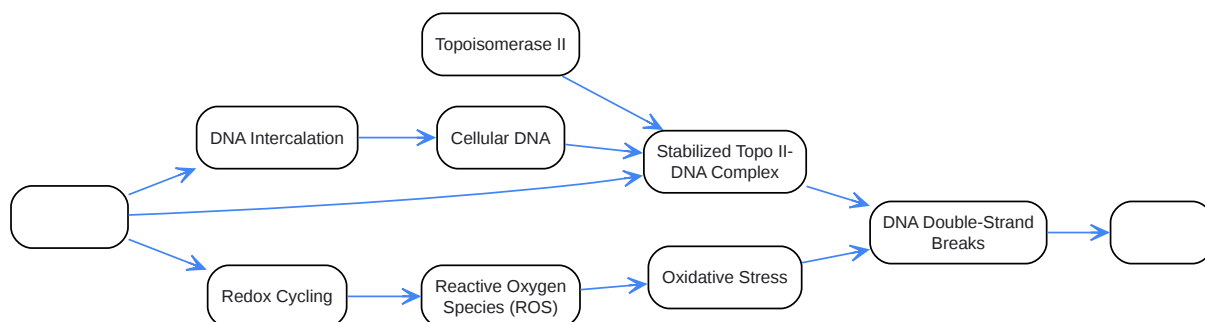 Topoisomerase II
DNA Intercalation
Cellular DNA
Stabilized Topo II-
DNA Complex
DNA Double-Strand
Breaks
Redox Cycling
Reactive Oxygen
Species (ROS)
Oxidative Stress